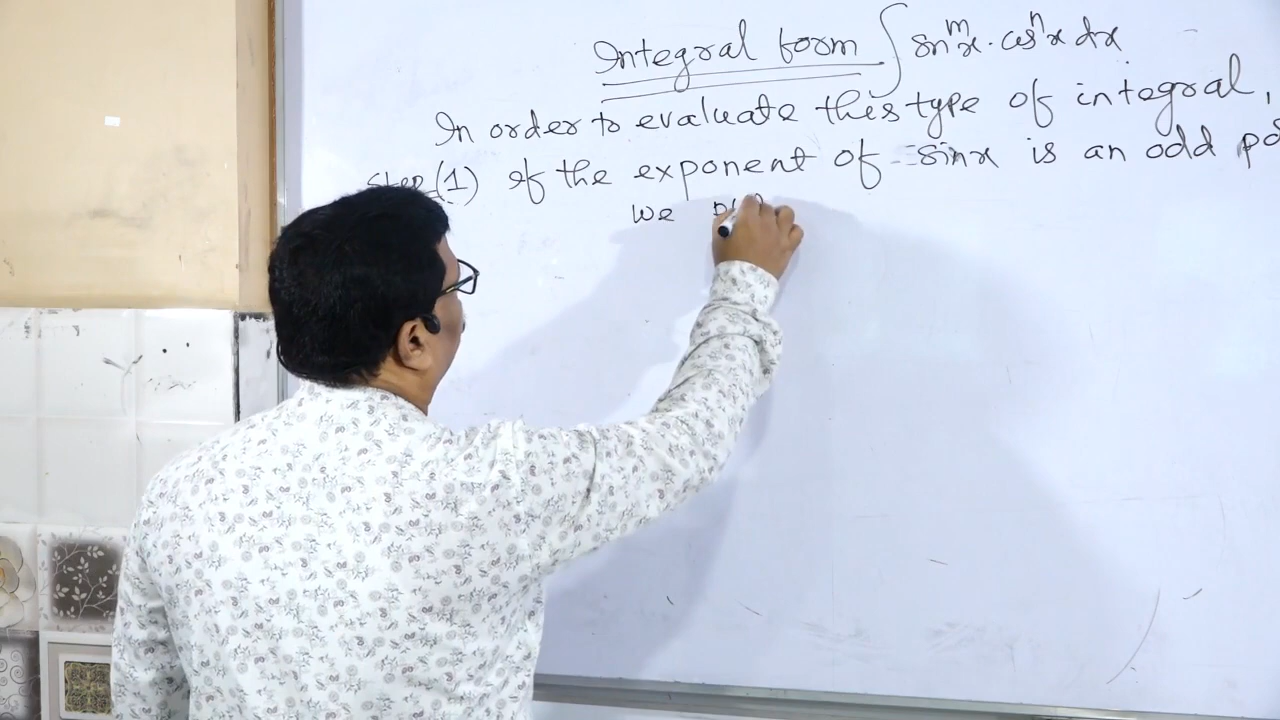 Integral form ∫ sinᵐx · cosⁿx dx
In order to evaluate this type of integral,
Step (1) If the exponent of sinx is an odd po
we